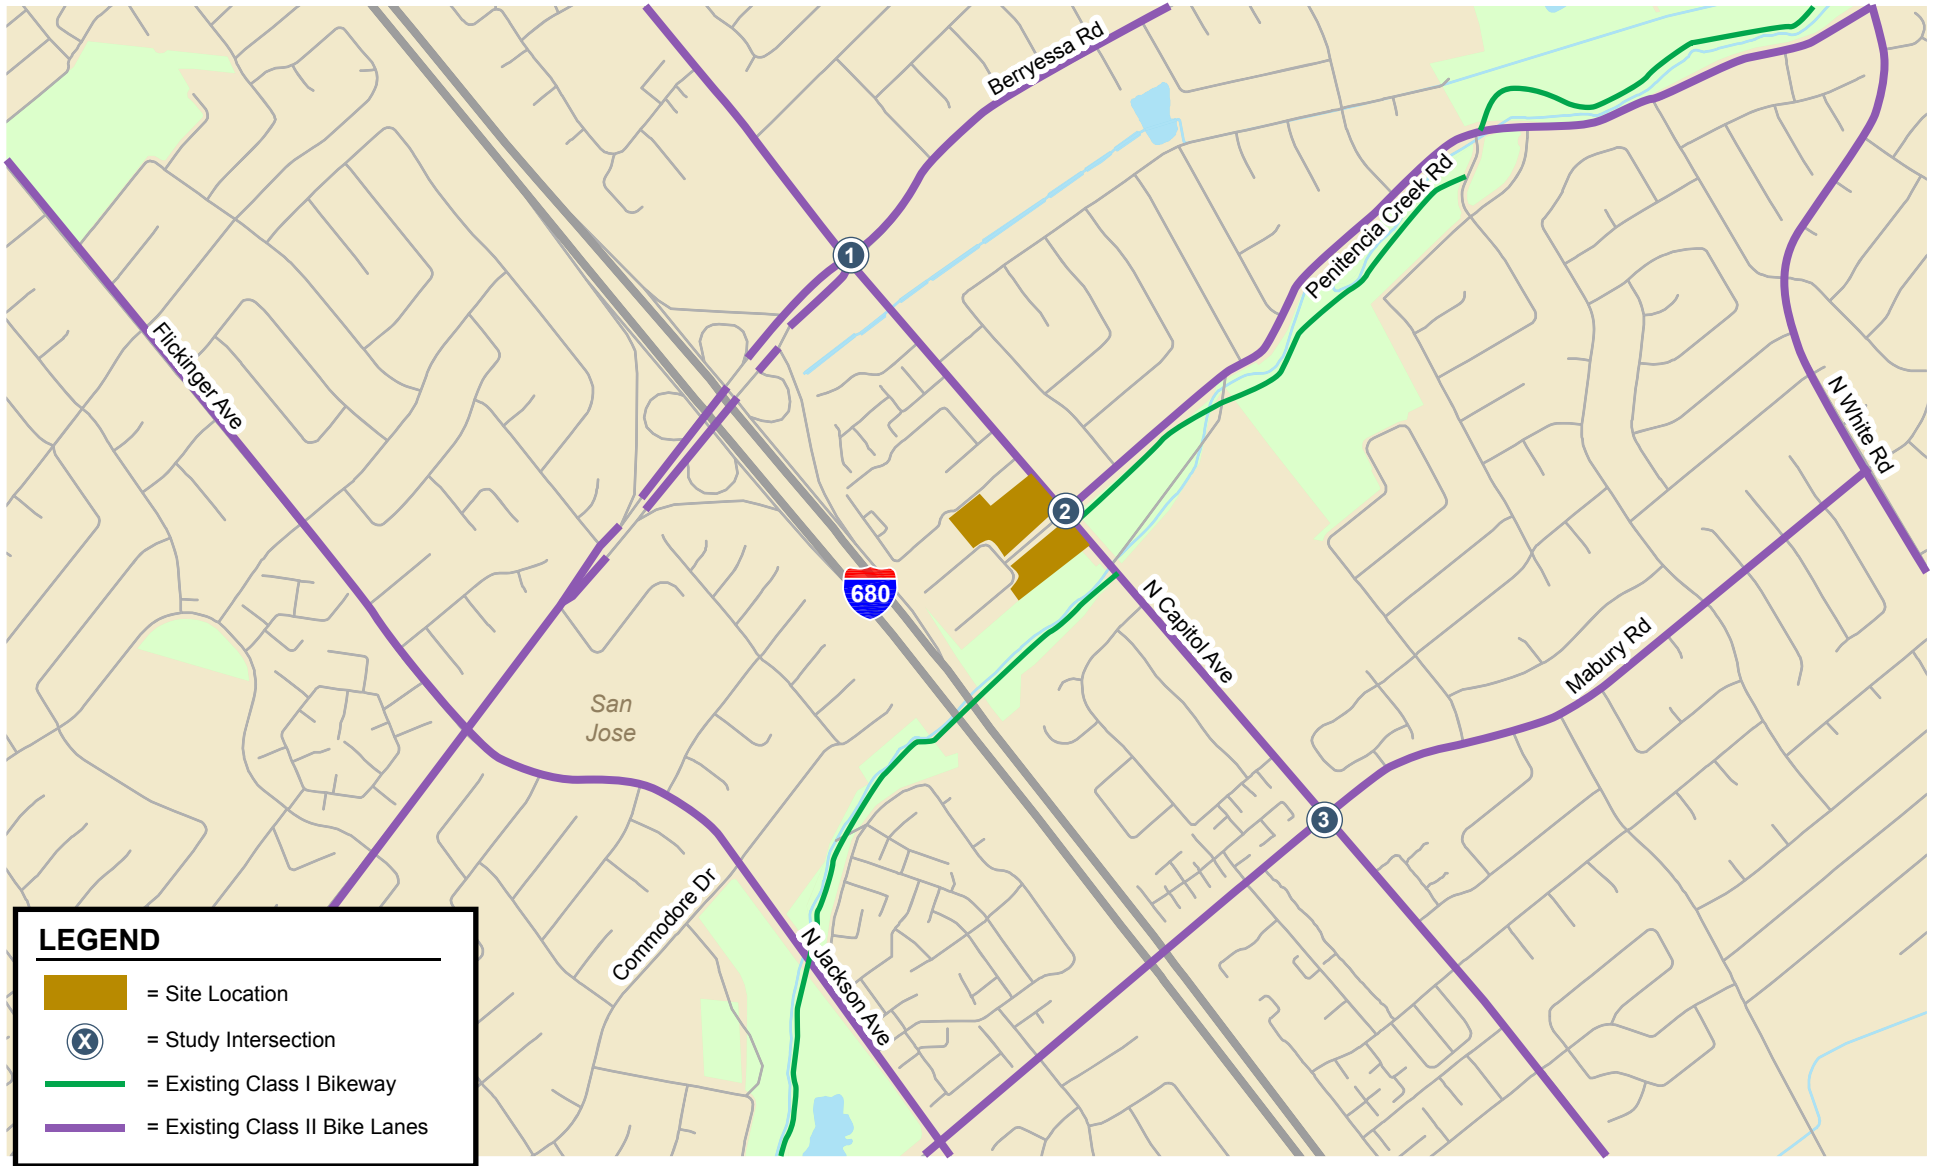 Berryessa Rd
Penitencia Creek Rd
1
Flickinger Ave
N White Rd
2
680
N Capitol Ave
Mabury Rd
San
Jose
3
Commodore Dr
N Jackson Ave
LEGEND
= Site Location
X = Study Intersection
= Existing Class I Bikeway
= Existing Class II Bike Lanes